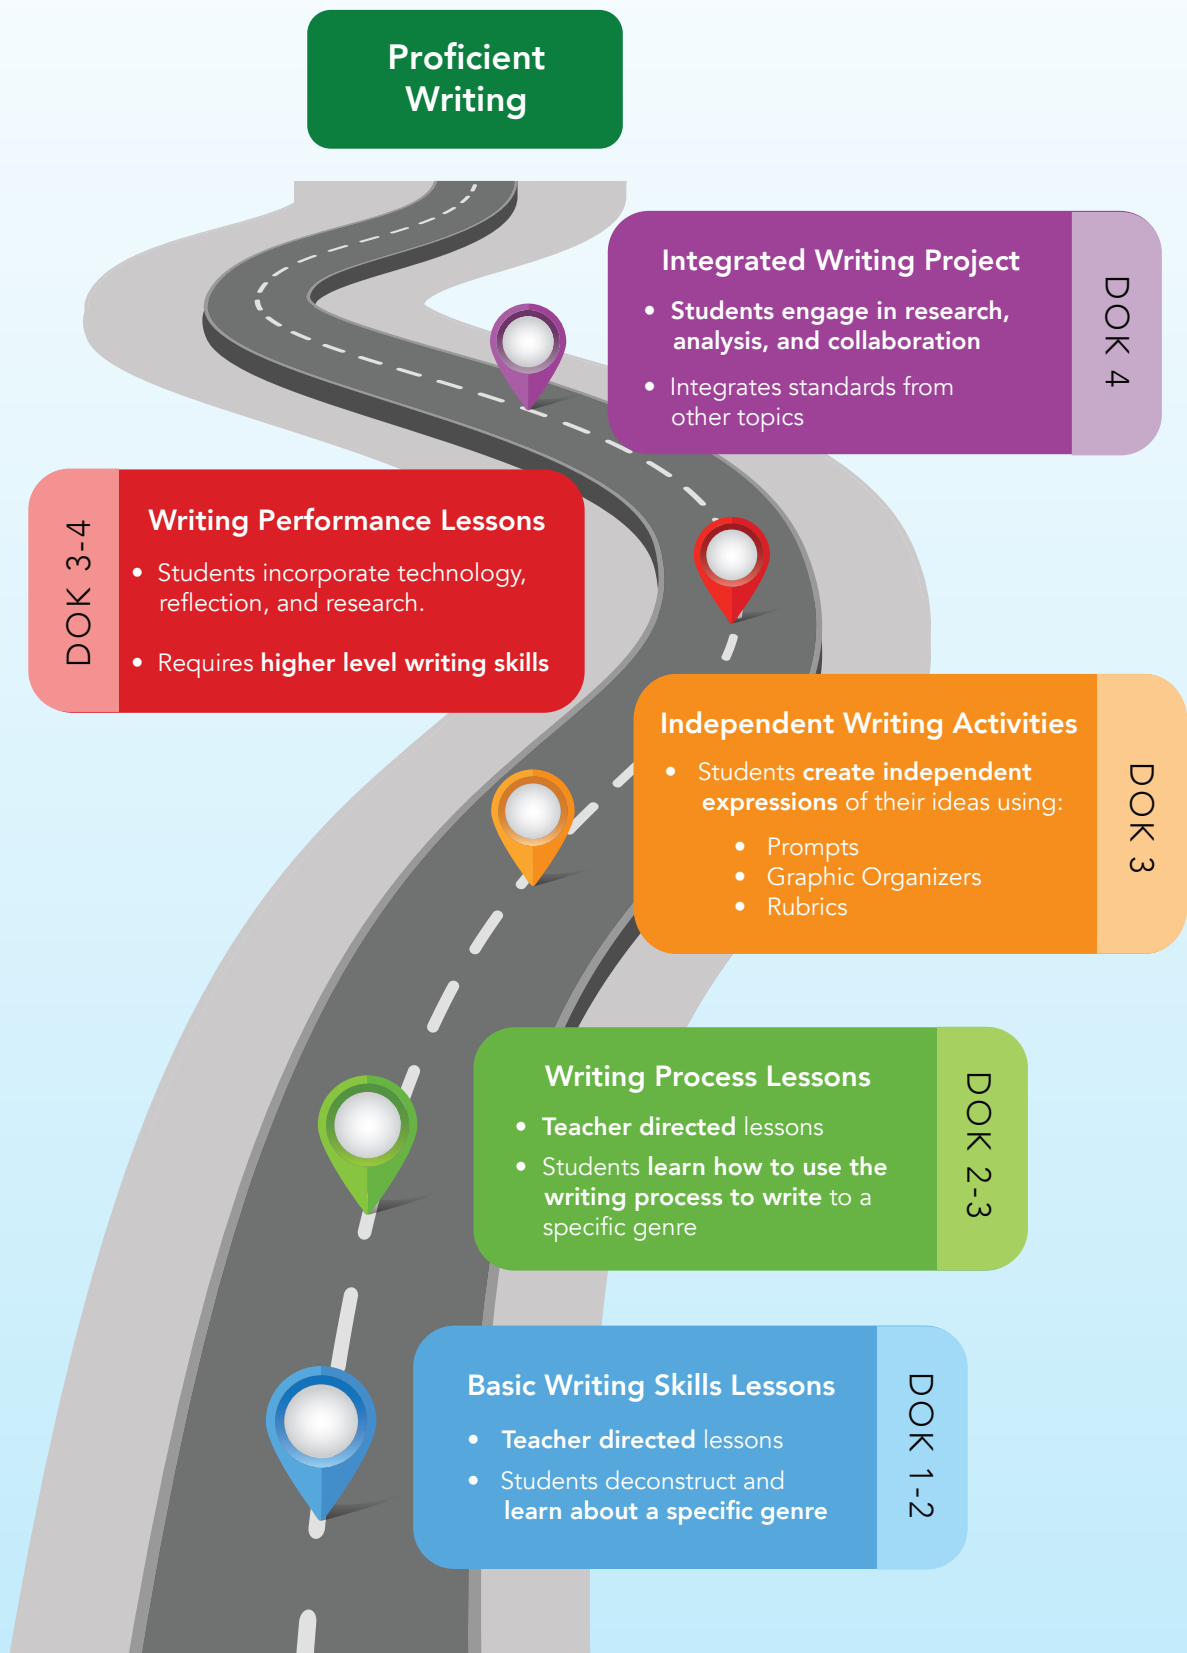 Proficient
Writing
Integrated Writing Project
• Students engage in research,
analysis, and collaboration
• Integrates standards from
other topics
DOK 4
DOK 3-4
Writing Performance Lessons
• Students incorporate technology,
reflection, and research.
• Requires higher level writing skills
Independent Writing Activities
• Students create independent
expressions of their ideas using:
• Prompts
• Graphic Organizers
• Rubrics
DOK 3
Writing Process Lessons
• Teacher directed lessons
• Students learn how to use the
writing process to write to a
specific genre
DOK 2-3
Basic Writing Skills Lessons
• Teacher directed lessons
• Students deconstruct and
learn about a specific genre
DOK 1-2